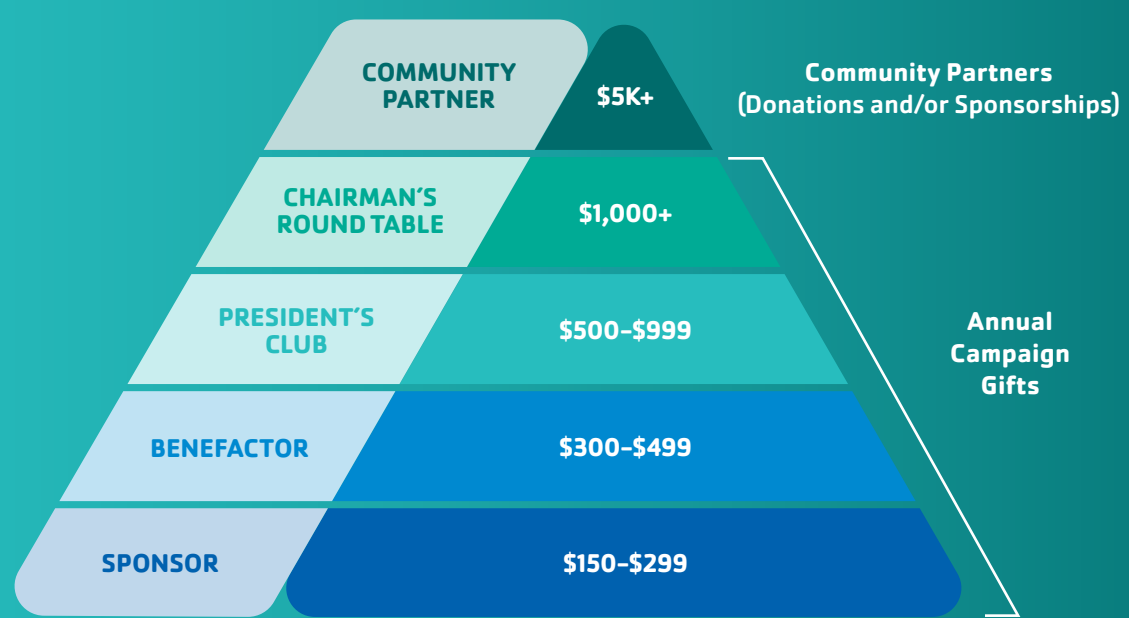 COMMUNITY
PARTNER
$5K+
Community Partners
(Donations and/or Sponsorships)
CHAIRMAN'S
ROUND TABLE
$1,000+
PRESIDENT'S
CLUB
$500–$999
Annual
Campaign
Gifts
BENEFACTOR
$300–$499
SPONSOR
$150–$299